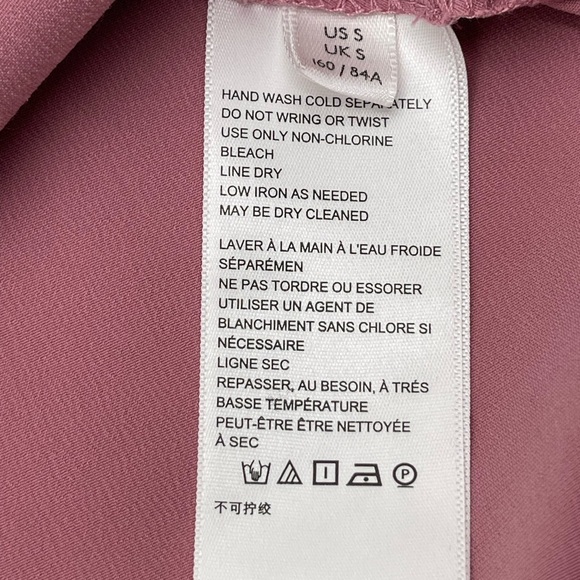 US S
UK S
160 / 84A
HAND WASH COLD SEPARATELY
DO NOT WRING OR TWIST
USE ONLY NON-CHLORINE
BLEACH
LINE DRY
LOW IRON AS NEEDED
MAY BE DRY CLEANED
LAVER À LA MAIN À L'EAU FROIDE
SÉPARÉMEN
NE PAS TORDRE OU ESSORER
UTILISER UN AGENT DE
BLANCHIMENT SANS CHLORE SI
NÉCESSAIRE
LIGNE SEC
REPASSER, AU BESOIN, À TRÉS
BASSE TEMPÉRATURE
PEUT-ÊTRE ÊTRE NETTOYÉE
À SEC
P
不可拧绞